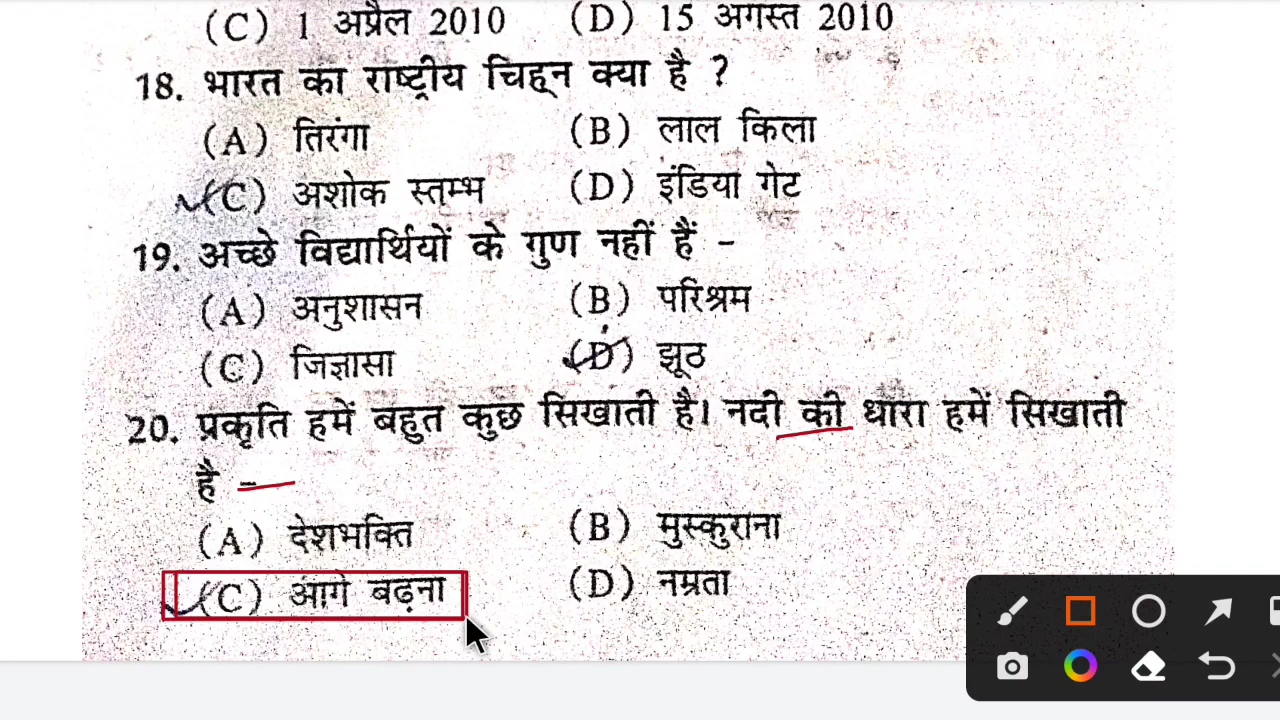 (C) 1 अप्रैल 2010 (D) 15 अगस्त 2010
18. भारत का राष्ट्रीय चिह्न क्या है ?
(A) तिरंगा (B) लाल किला
(C) अशोक स्तम्भ (D) इंडिया गेट
19. अच्छे विद्यार्थियों के गुण नहीं हैं -
(A) अनुशासन (B) परिश्रम
(C) जिज्ञासा (D) झूठ
20. प्रकृति हमें बहुत कुछ सिखाती है। नदी की धारा हमें सिखाती
है -
(A) देशभक्ति (B) मुस्कुराना
(C) आगे बढ़ना (D) नम्रता